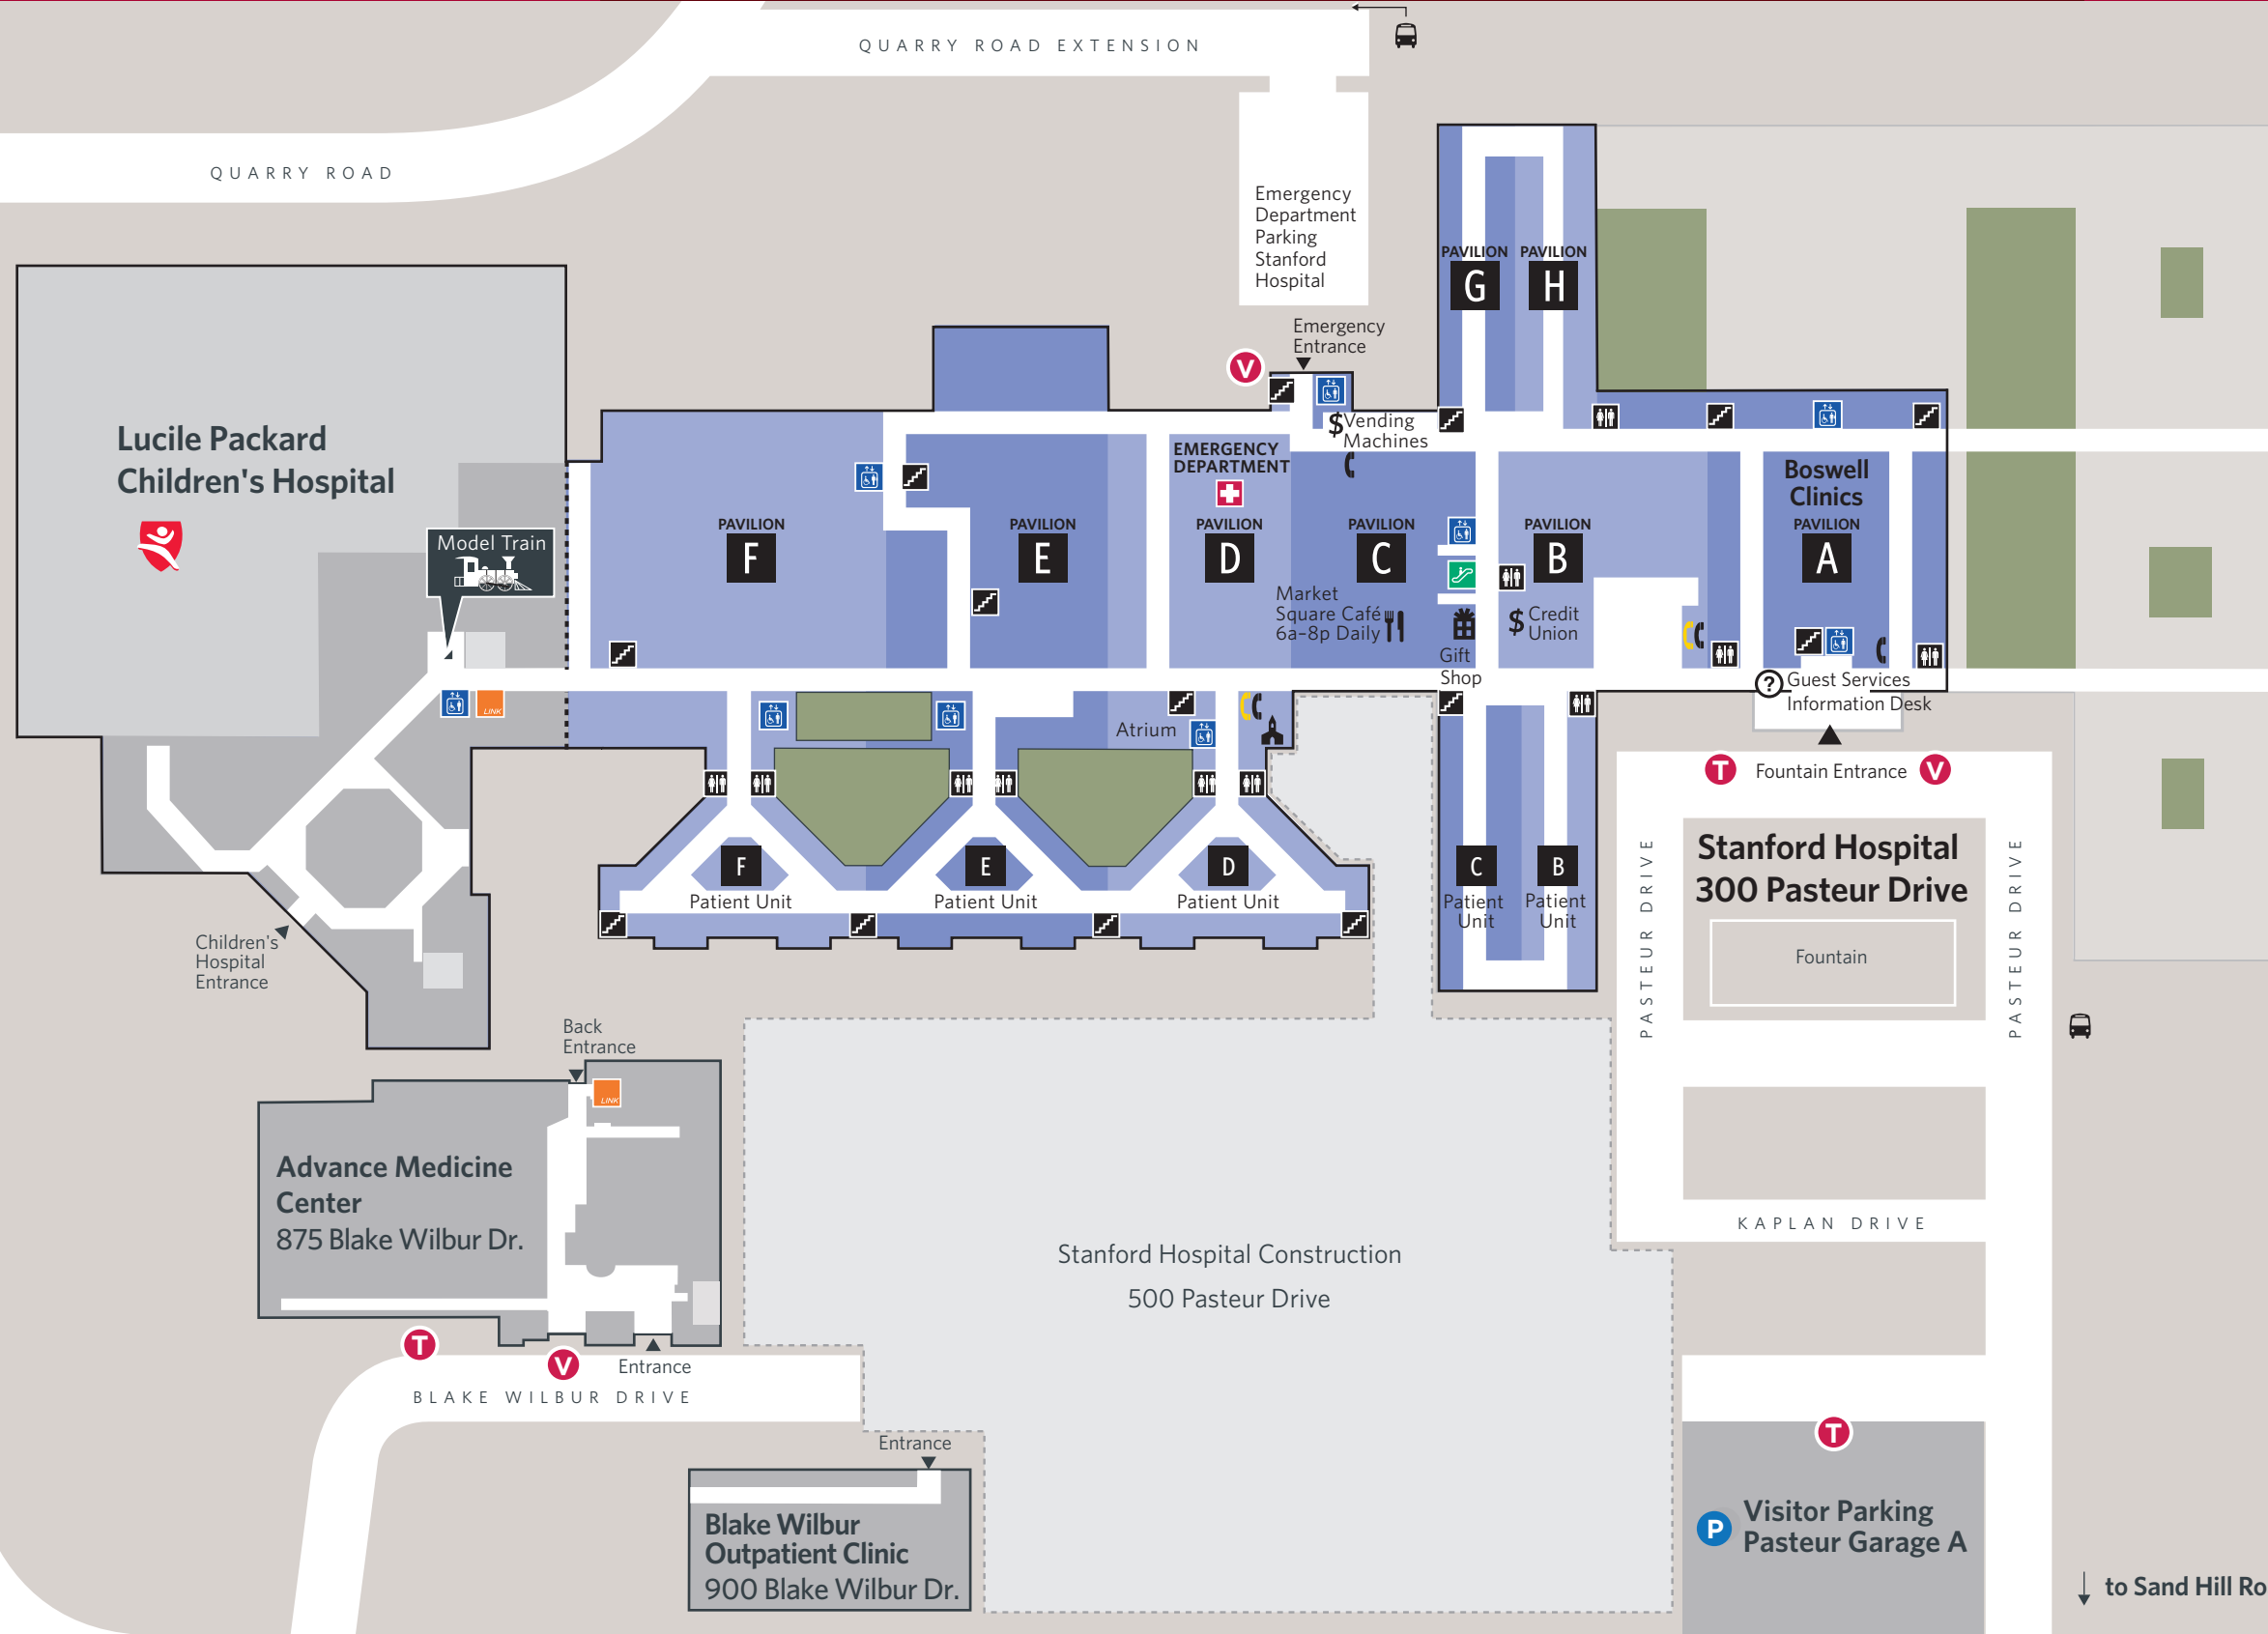 QUARRY ROAD EXTENSION
QUARRY ROAD
Emergency
Department
Parking
Stanford
Hospital
PAVILION
G
PAVILION
H
Emergency
Entrance
V
$Vending
Machines
Lucile Packard
Children's Hospital
Model Train
LINK
EMERGENCY
DEPARTMENT
PAVILION
F
PAVILION
E
PAVILION
D
PAVILION
C
PAVILION
B
Boswell
Clinics
PAVILION
A
Market
Square Café
6a–8p Daily
$ Credit
Union
Gift
Shop
? Guest Services
Information Desk
Atrium
T
Fountain Entrance
V
F
Patient Unit
E
Patient Unit
D
Patient Unit
C
Patient
Unit
B
Patient
Unit
PASTEUR DRIVE
Stanford Hospital
300 Pasteur Drive
Fountain
PASTEUR DRIVE
Children's
Hospital
Entrance
Back
Entrance
LINK
Advance Medicine
Center
875 Blake Wilbur Dr.
T
V
Entrance
BLAKE WILBUR DRIVE
Stanford Hospital Construction
500 Pasteur Drive
KAPLAN DRIVE
Entrance
Blake Wilbur
Outpatient Clinic
900 Blake Wilbur Dr.
T
P
Visitor Parking
Pasteur Garage A
to Sand Hill Ro